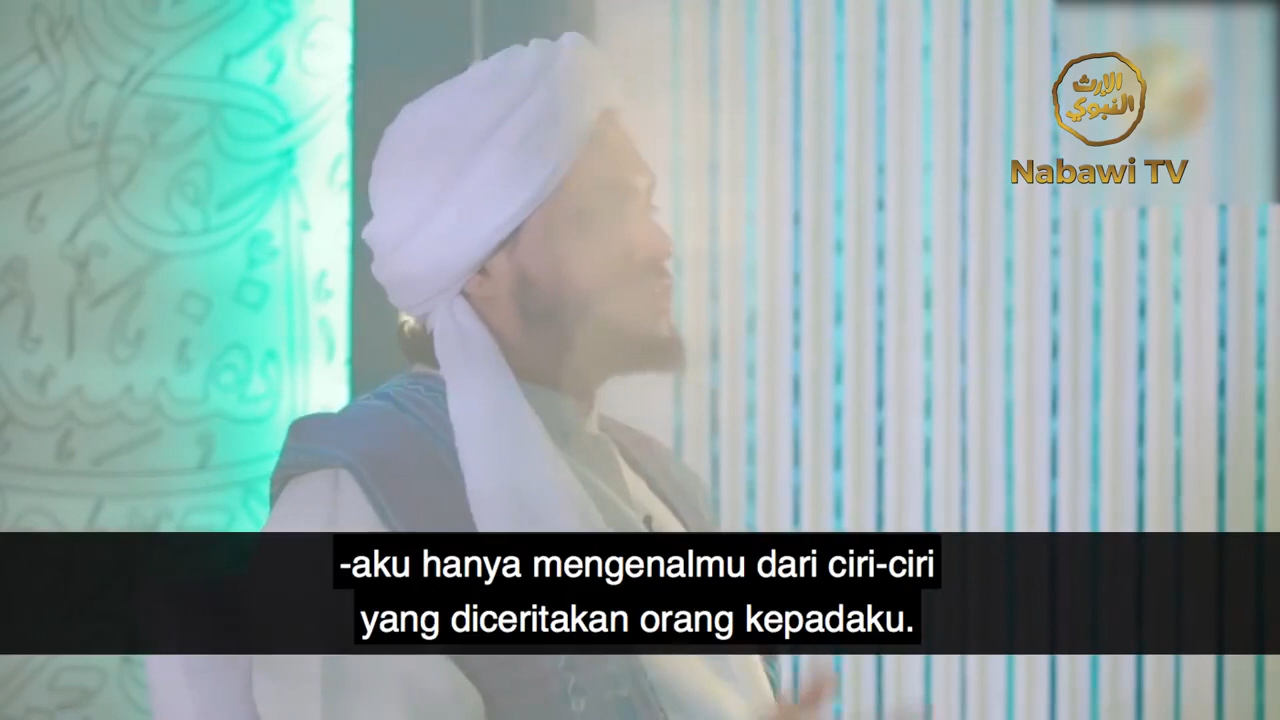 الإرث
النبوي
Nabawi TV
-aku hanya mengenalmu dari ciri-ciri
yang diceritakan orang kepadaku.